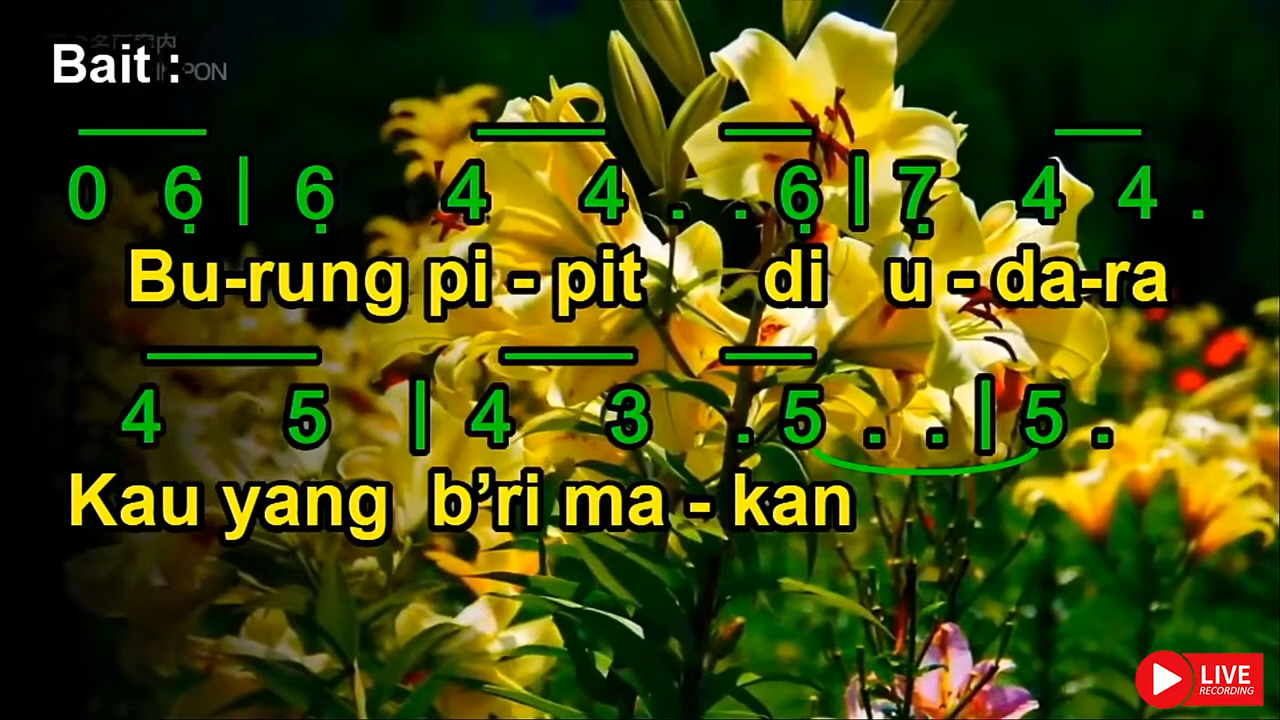 Bait :
0 6̣ | 6̣ 4 4 . . 6̣ | 7̣ 4 4 .
Bu-rung pi - pit di u - da-ra
4 5 | 4 3 . 5 . . | 5 .
Kau yang b’ri ma - kan
LIVE
RECORDING